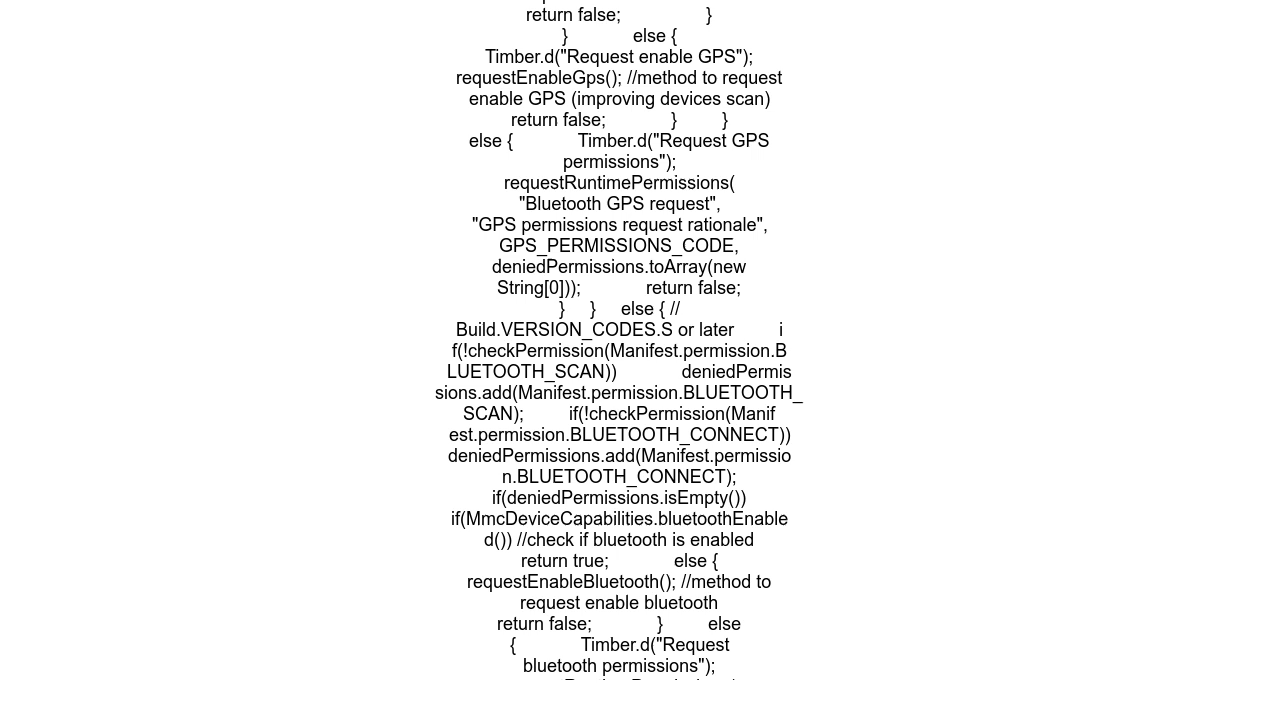 return false;                 }
}             else {
Timber.d("Request enable GPS");
requestEnableGps(); //method to request
enable GPS (improving devices scan)
return false;             }         }
else {             Timber.d("Request GPS
permissions");
requestRuntimePermissions(
"Bluetooth GPS request",
"GPS permissions request rationale",
GPS_PERMISSIONS_CODE,
deniedPermissions.toArray(new
String[0]));             return false;
}     }     else { //
Build.VERSION_CODES.S or later         i
f(!checkPermission(Manifest.permission.B
LUETOOTH_SCAN))             deniedPermis
sions.add(Manifest.permission.BLUETOOTH_
SCAN);         if(!checkPermission(Manif
est.permission.BLUETOOTH_CONNECT))
deniedPermissions.add(Manifest.permissio
n.BLUETOOTH_CONNECT);
if(deniedPermissions.isEmpty())
if(MmcDeviceCapabilities.bluetoothEnable
d()) //check if bluetooth is enabled
return true;             else {
requestEnableBluetooth(); //method to
request enable bluetooth
return false;             }         else
{             Timber.d("Request
bluetooth permissions");